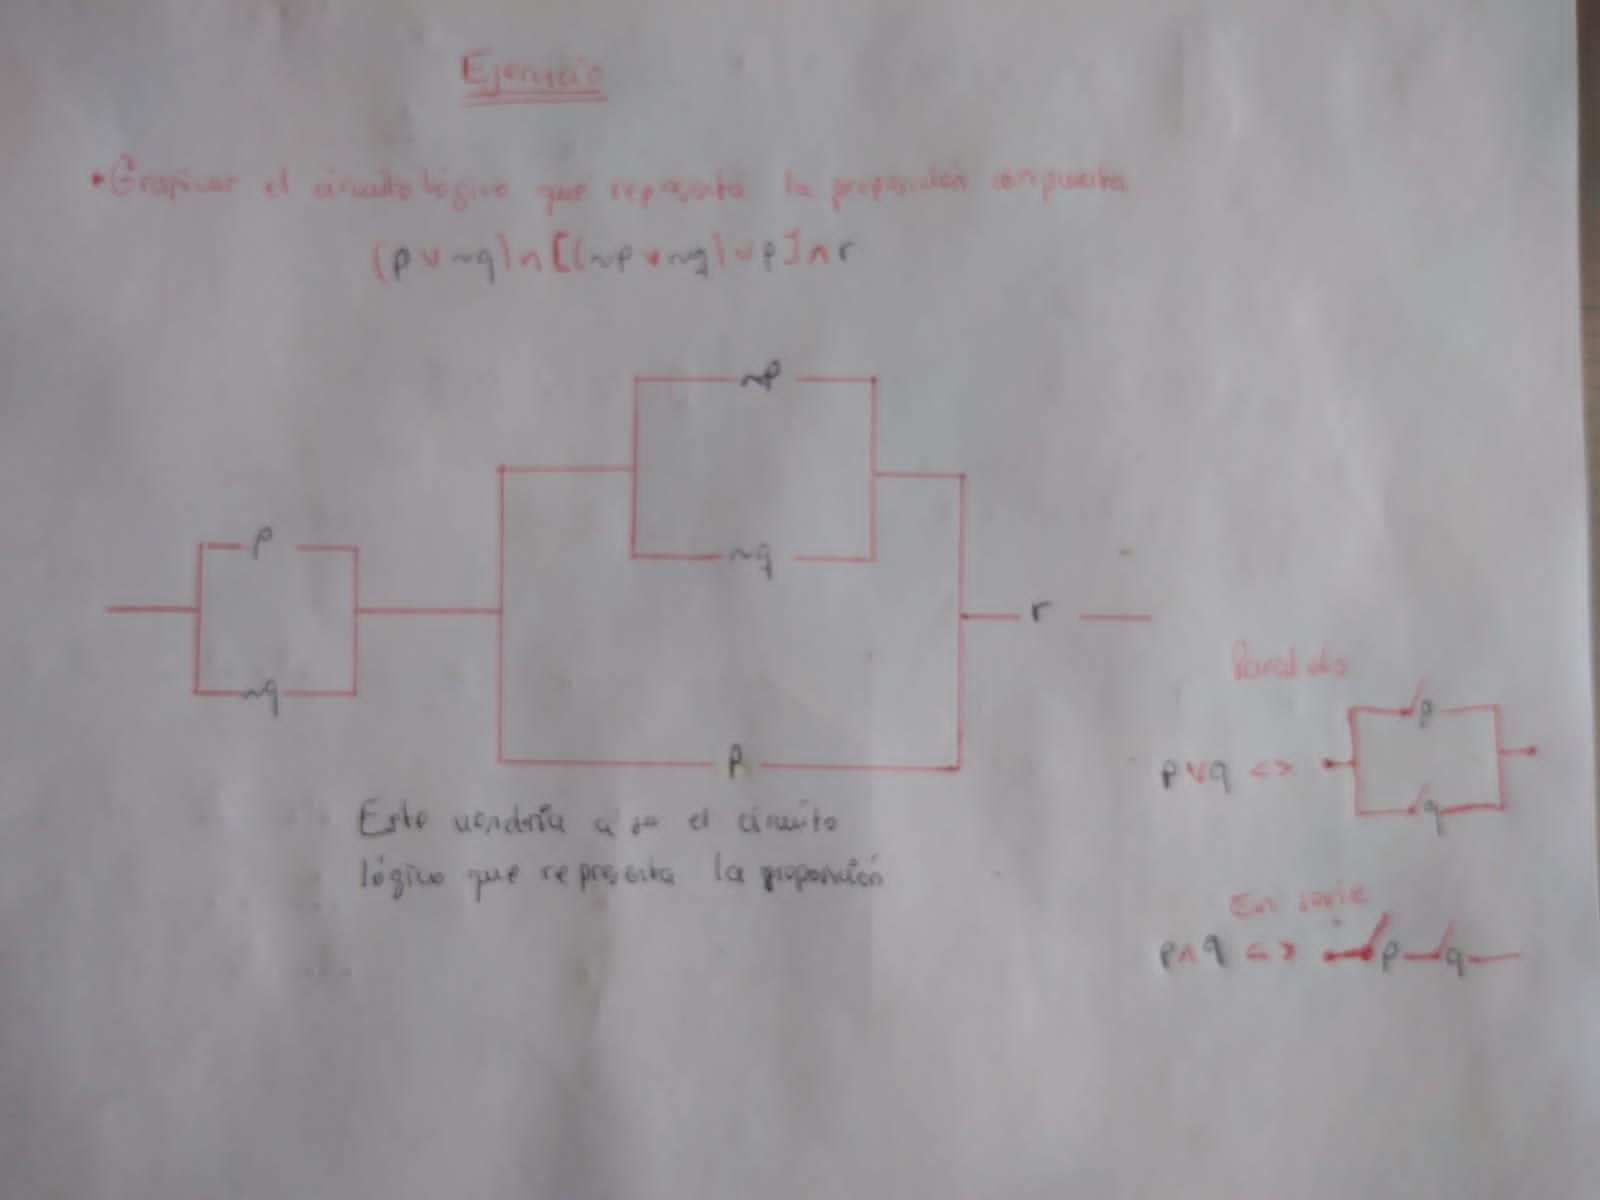 Ejercicio
• Graficar el circuito lógico que representa la proposición compuesta
(p ∨ ~q) ∧ [(~p ∨ ~q) ∨ p] ∧ r
~p
p
~q
~q
r
p
Este vendría a ser el circuito
lógico que representa la proposición
Paralelo
p
p ∨ q <>
q
En serie
p ∧ q <> p q